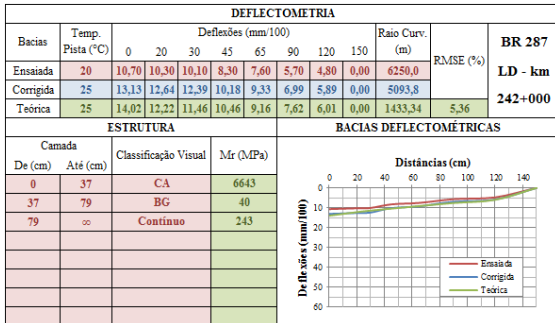 DEFLECTOMETRIA
Bacias Temp. Pista (°C) Deflexões (mm/100) Raio Curv. (m) RMSE (%) BR 287 LD - km 242+000
0 20 30 45 65 90 120 150
Ensaiada 20 10,70 10,30 10,10 8,30 7,60 5,70 4,80 0,00 6250,0
Corrigida 25 13,13 12,64 12,39 10,18 9,33 6,99 5,89 0,00 5093,8
Teórica 25 14,02 12,22 11,46 10,46 9,16 7,62 6,01 0,00 1433,34 5,36
ESTRUTURA
Camada Classificação Visual Mr (MPa)
De (cm) Até (cm)
0 37 CA 6643
37 79 BG 40
79 ∞ Contínuo 243
BACIAS DEFLECTOMÉTRICAS
Distâncias (cm)
0 20 40 60 80 100 120 140
Deflexões (mm/100)
0
10
20
30
40
50
60
Ensaiada
Corrigida
Teórica